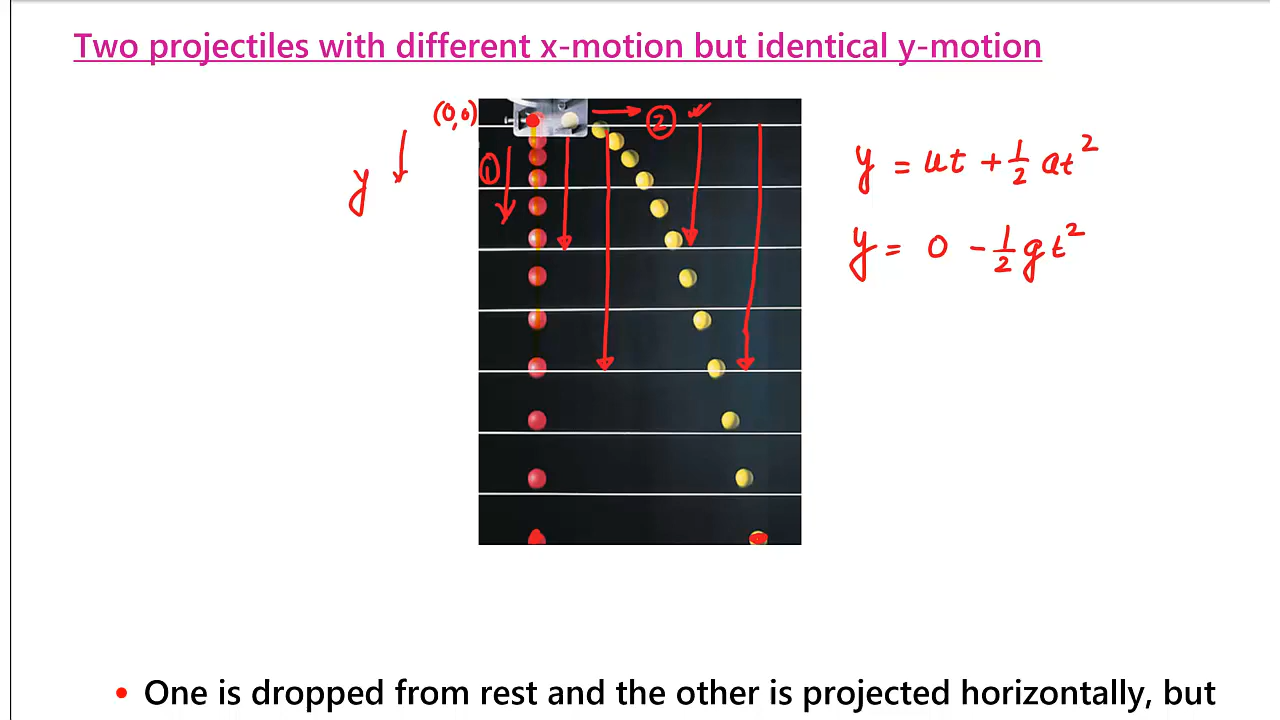 Two projectiles with different x-motion but identical y-motion
(0,0)
②
①
y
y = ut + 1/2 at²
y = 0 - 1/2 gt²
• One is dropped from rest and the other is projected horizontally, but